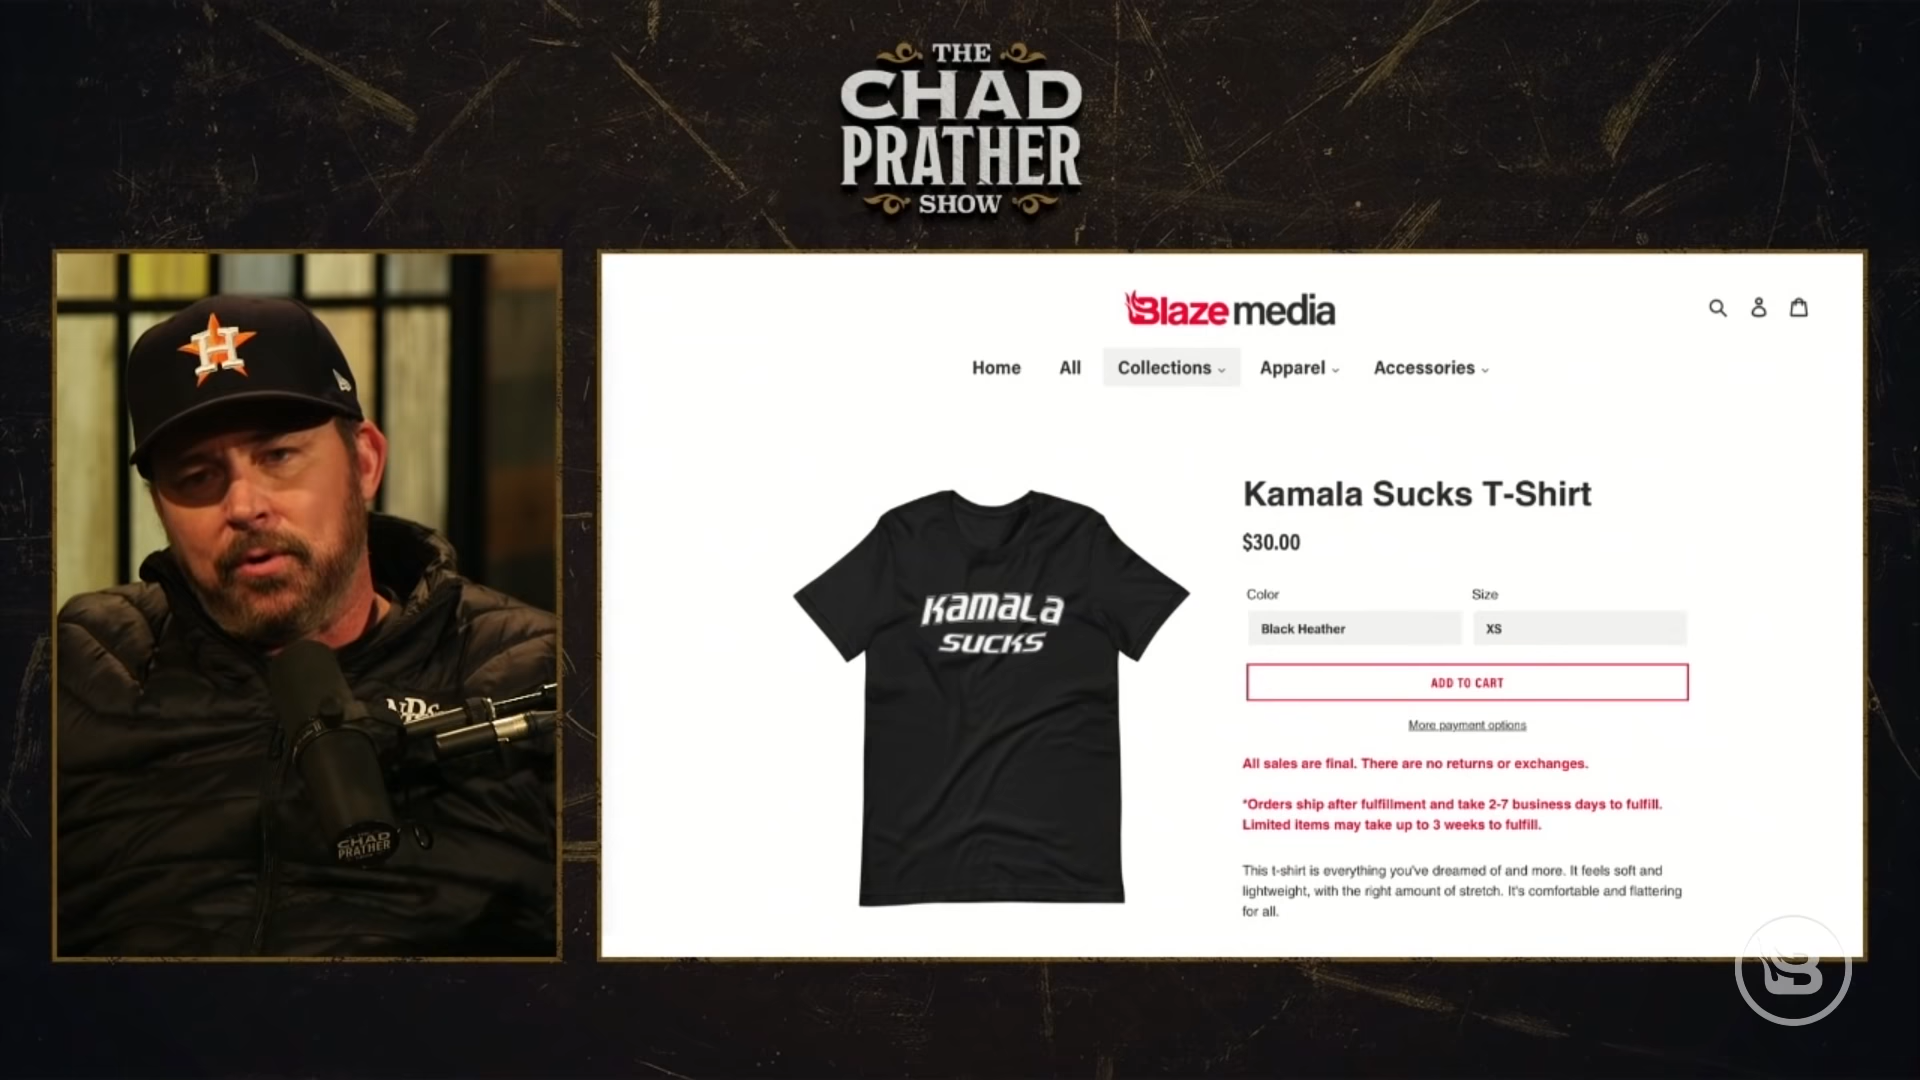 THE
CHAD
PRATHER
SHOW
H
CHAD
PRATHER
Blaze media
Home All Collections Apparel Accessories
Kamala Sucks T-Shirt
$30.00
Color Size
Black Heather XS
Kamala
SUCKS
ADD TO CART
More payment options
All sales are final. There are no returns or exchanges.
*Orders ship after fulfillment and take 2-7 business days to fulfill.
Limited items may take up to 3 weeks to fulfill.
This t-shirt is everything you've dreamed of and more. It feels soft and
lightweight, with the right amount of stretch. It's comfortable and flattering
for all.
B